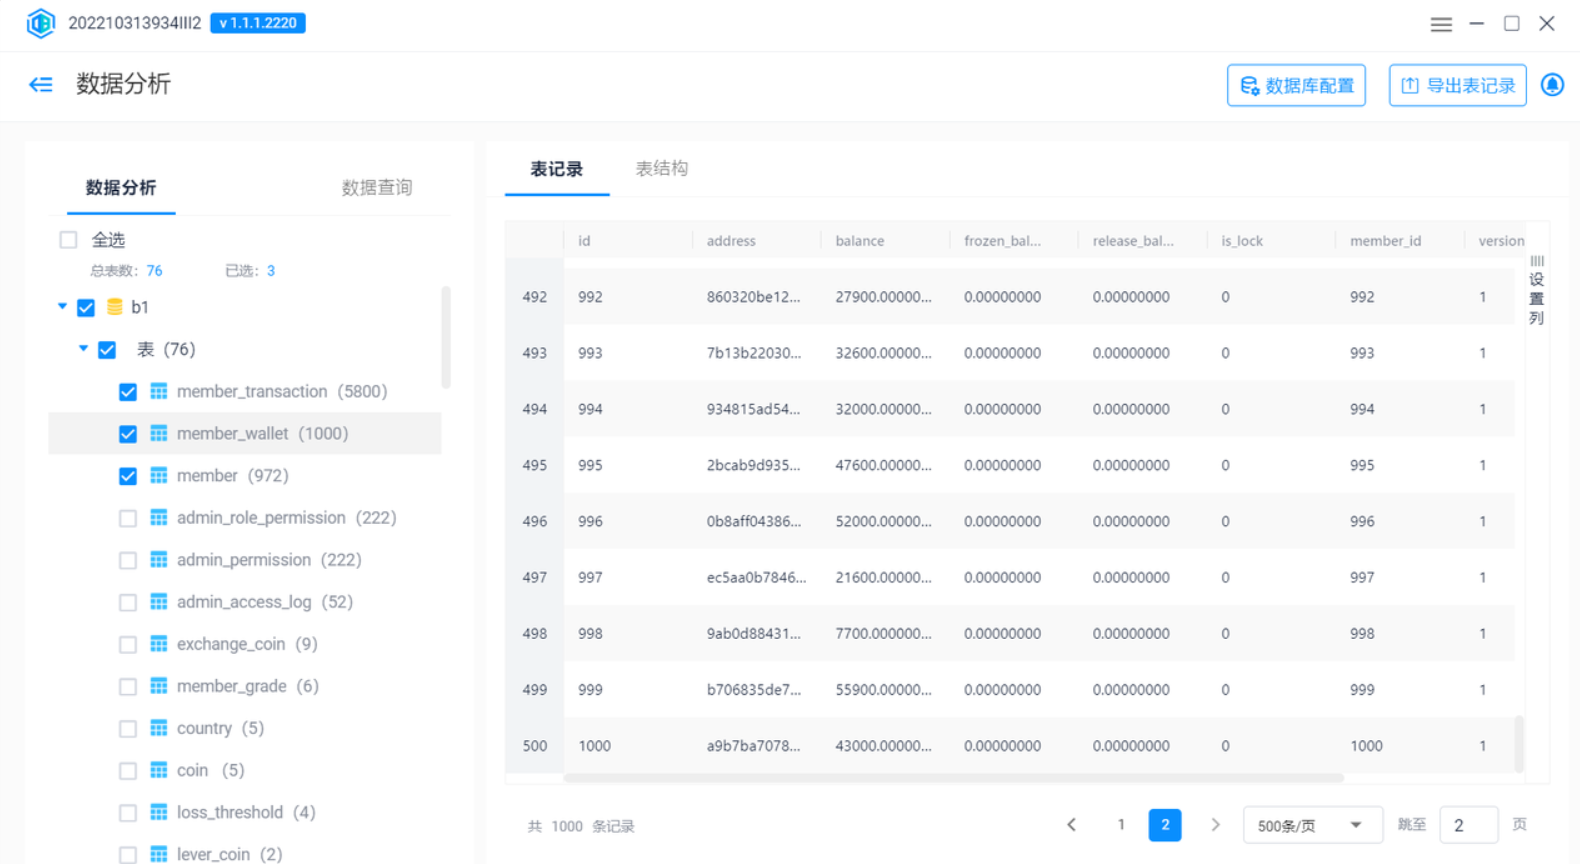 202210313934III2 v 1.1.1.2220
数据分析
数据库配置
导出表记录
数据分析 数据查询
全选
总表数: 76 已选: 3
b1
表 (76)
member_transaction (5800)
member_wallet (1000)
member (972)
admin_role_permission (222)
admin_permission (222)
admin_access_log (52)
exchange_coin (9)
member_grade (6)
country (5)
coin (5)
loss_threshold (4)
lever_coin (2)
表记录 表结构
id address balance frozen_bal... release_bal... is_lock member_id version
492 992 860320be12... 27900.00000... 0.00000000 0.00000000 0 992 1
493 993 7b13b22030... 32600.00000... 0.00000000 0.00000000 0 993 1
494 994 934815ad54... 32000.00000... 0.00000000 0.00000000 0 994 1
495 995 2bcab9d935... 47600.00000... 0.00000000 0.00000000 0 995 1
496 996 0b8aff04386... 52000.00000... 0.00000000 0.00000000 0 996 1
497 997 ec5aa0b7846... 21600.00000... 0.00000000 0.00000000 0 997 1
498 998 9ab0d88431... 7700.000000... 0.00000000 0.00000000 0 998 1
499 999 b706835de7... 55900.00000... 0.00000000 0.00000000 0 999 1
500 1000 a9b7ba7078... 43000.00000... 0.00000000 0.00000000 0 1000 1
设置列
共 1000 条记录 1 2 500条/页 跳至 2 页